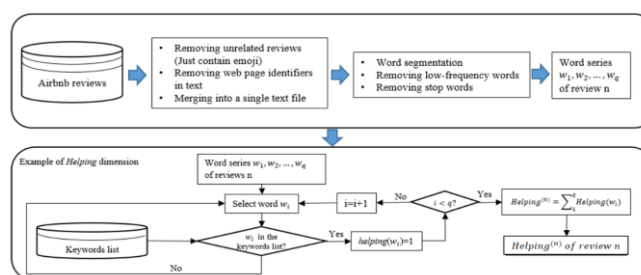 Airbnb reviews
• Removing unrelated reviews
(Just contain emoji)
• Removing web page identifiers
in text
• Merging into a single text file
• Word segmentation
• Removing low-frequency words
• Removing stop words
Word series
w₁, w₂, …, w_q
of review n
Example of Helping dimension
Word series w₁, w₂, …, w_q
of reviews n
Select word wᵢ
i=i+1
No
i < q?
Yes
Helping⁽ⁿ⁾ = ∑ᵢ^q Helping(wᵢ)
Keywords list
wᵢ in the
keywords list?
Yes
helping(wᵢ)=1
Helping⁽ⁿ⁾ of review n
No